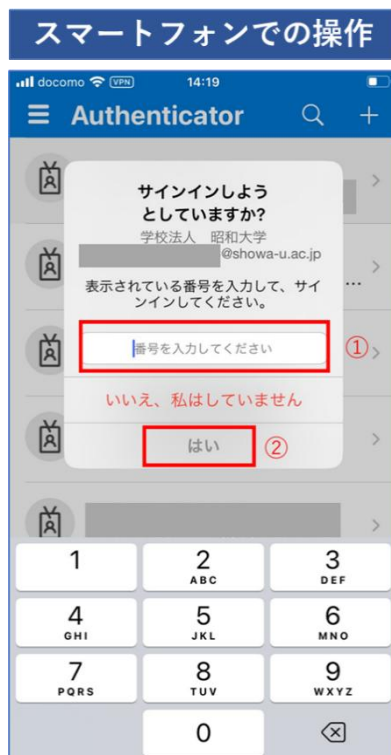 スマートフォンでの操作
docomo VPN 14:19
Authenticator
サインインしよう
としていますか?
学校法人 昭和大学
@showa-u.ac.jp
表示されている番号を入力して、サイ
ンインしてください。
...
番号を入力してください
①
いいえ、私はしていません
はい
②
1
2
ABC
3
DEF
4
GHI
5
JKL
6
MNO
7
PQRS
8
TUV
9
WXYZ
0